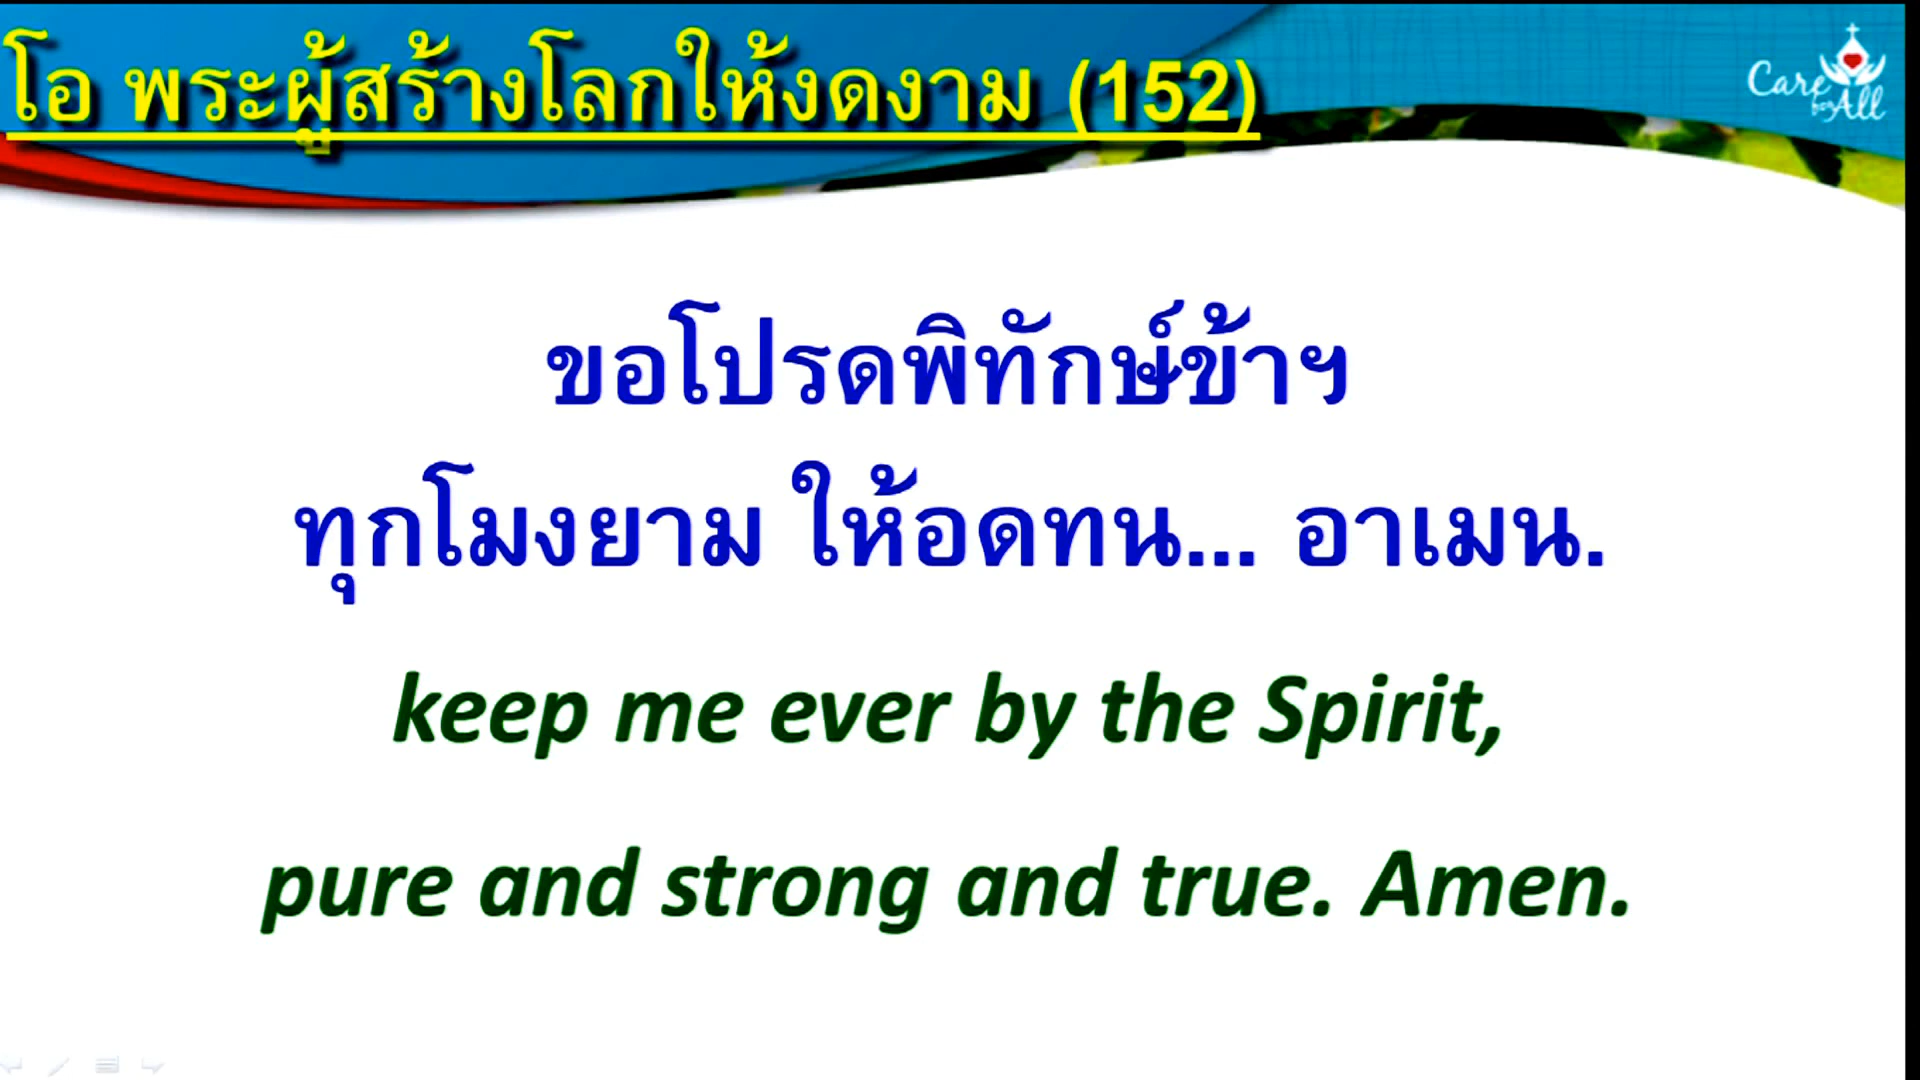 โอ พระผู้สร้างโลกให้งดงาม (152)
Care
for All
ขอโปรดพิทักษ์ข้าฯ
ทุกโมงยาม ให้อดทน... อาเมน.
keep me ever by the Spirit,
pure and strong and true. Amen.